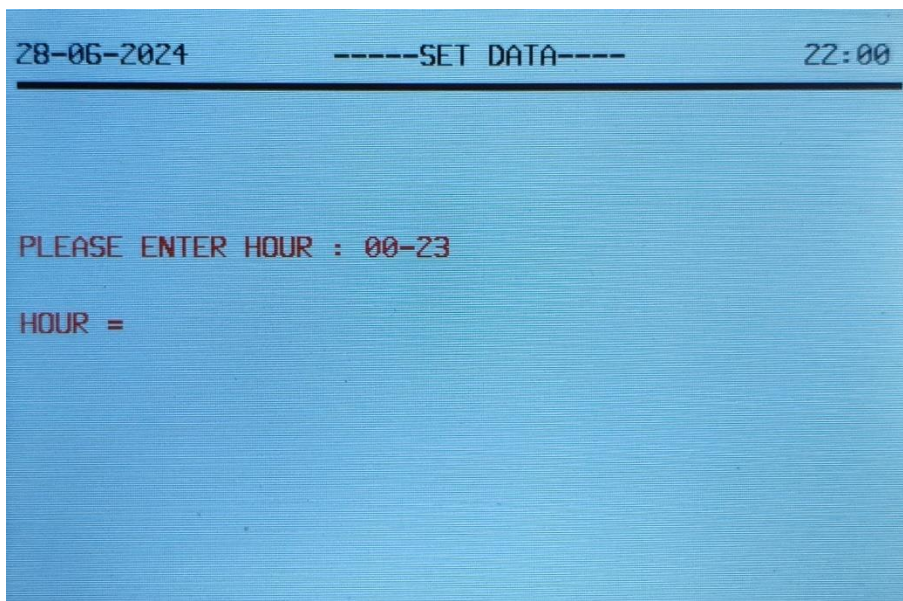 28-06-2024 -----SET DATA---- 22:00
PLEASE ENTER HOUR : 00-23
HOUR =